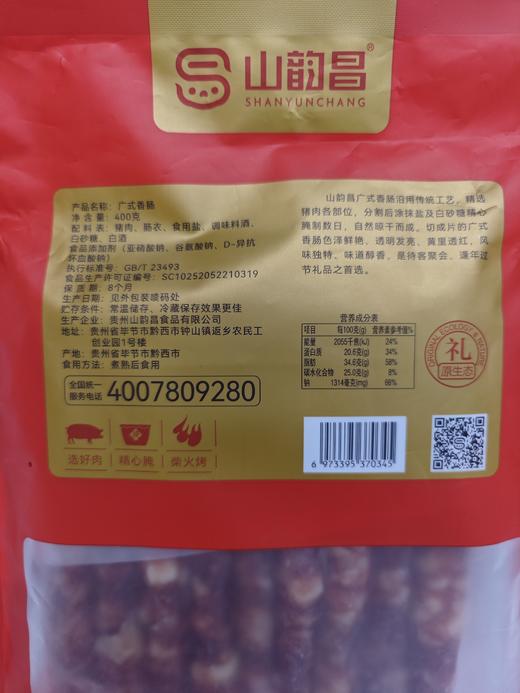 山韵昌®
SHANYUNCHANG
产品名称：广式香肠
净含量：400克
配 料 表：猪肉、肠衣、食用盐、调味料酒、
白砂糖、白酒
食品添加剂（亚硝酸钠、谷氨酸钠、D-异抗
坏血酸钠）
执行标准号：GB/T 23493
食品生产许可证编号：SC10252052210319
保 质 期：8个月
生产日期：见外包装喷码处
贮存条件：常温储存、冷藏保存效果更佳
生产企业：贵州山韵昌食品有限公司
地 址：贵州省毕节市黔西市钟山镇返乡农民工
创业园1号楼
产 地：贵州省毕节市黔西市
食用方法：煮熟后食用
全国统一
服务电话
4007809280
选好肉
精心腌
柴火烤
山韵昌广式香肠沿用传统工艺，精选
猪肉各部位，分割后涂抹盐及白砂糖精心
腌制数日，自然晾干而成。切成片的广式
香肠色泽鲜艳、透明发亮、黄里透红，风
味独特、味道醇香，是待客聚会、逢年过
节礼品之首选。
营养成分表
项目 每100克(g) 营养素参考值%
能量 2055千焦(kJ) 24%
蛋白质 20.6克(g) 34%
脂肪 34.6克(g) 58%
碳水化合物 25.0克(g) 8%
钠 1314毫克(mg) 66%
ORIGINAL ECOLOGY & NATURE
礼
原生态
6 973395 370345